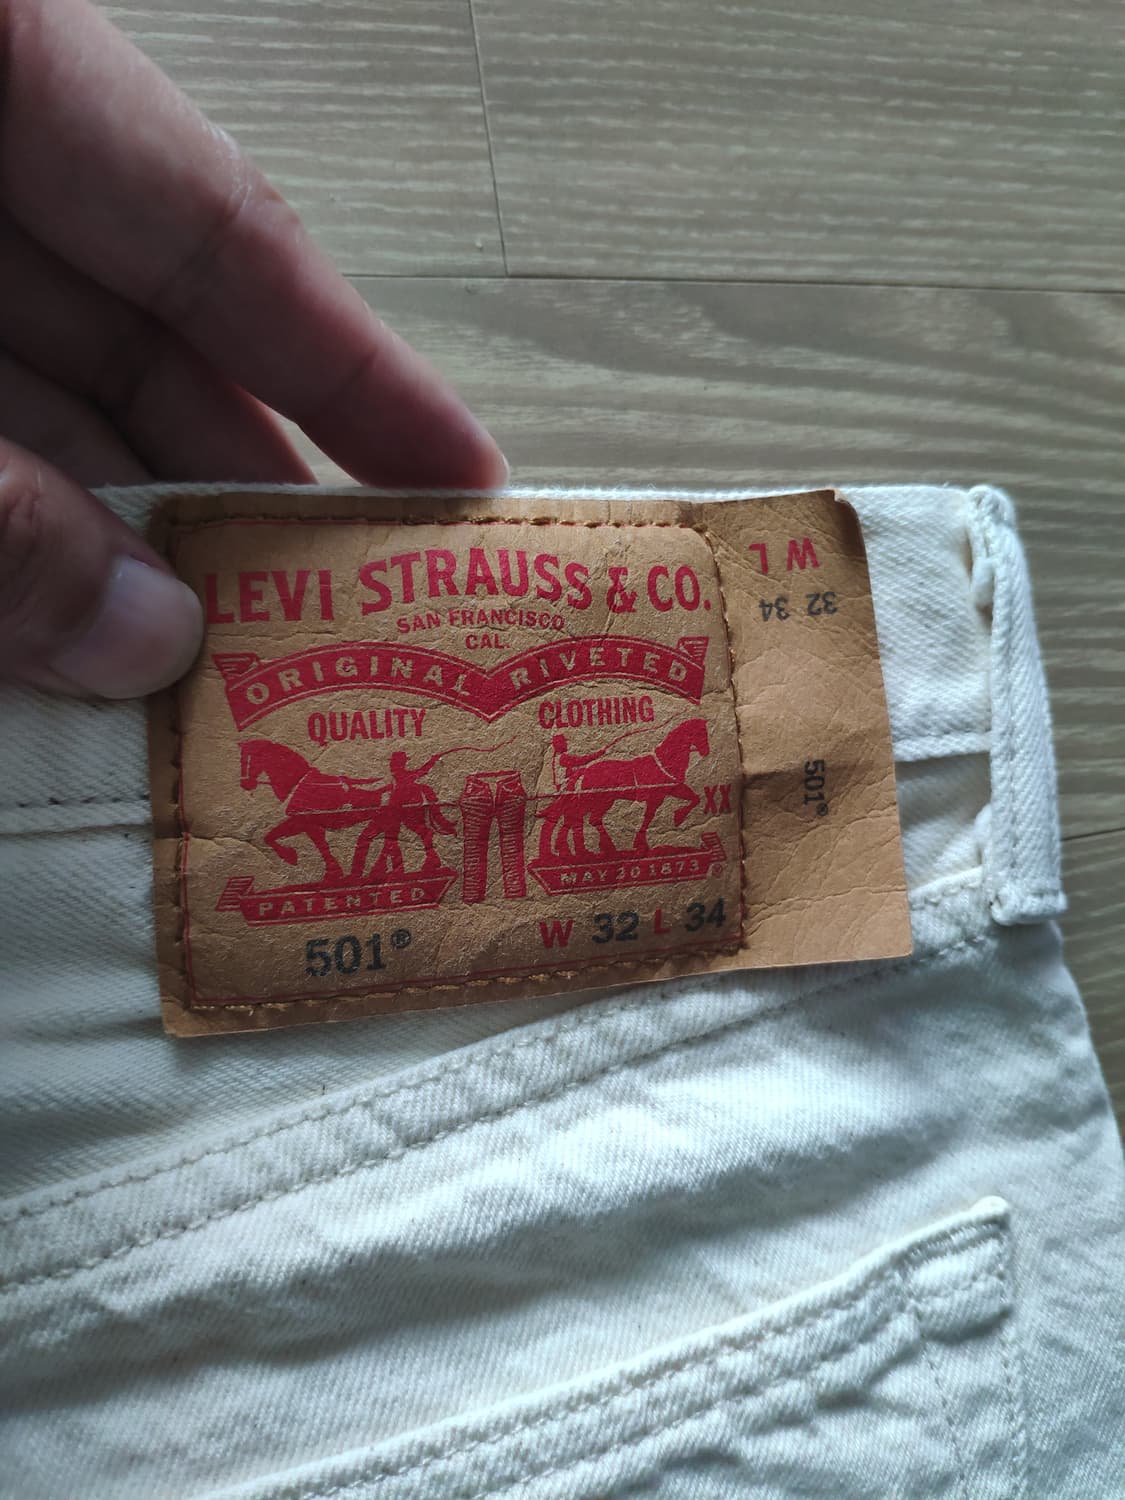 LEVI STRAUSS & CO.
SAN FRANCISCO
CAL.
ORIGINAL RIVETED
QUALITY CLOTHING
XX
PATENTED
MAY 20 1873 ®
501® W 32 L 34
W L
32 34
501®